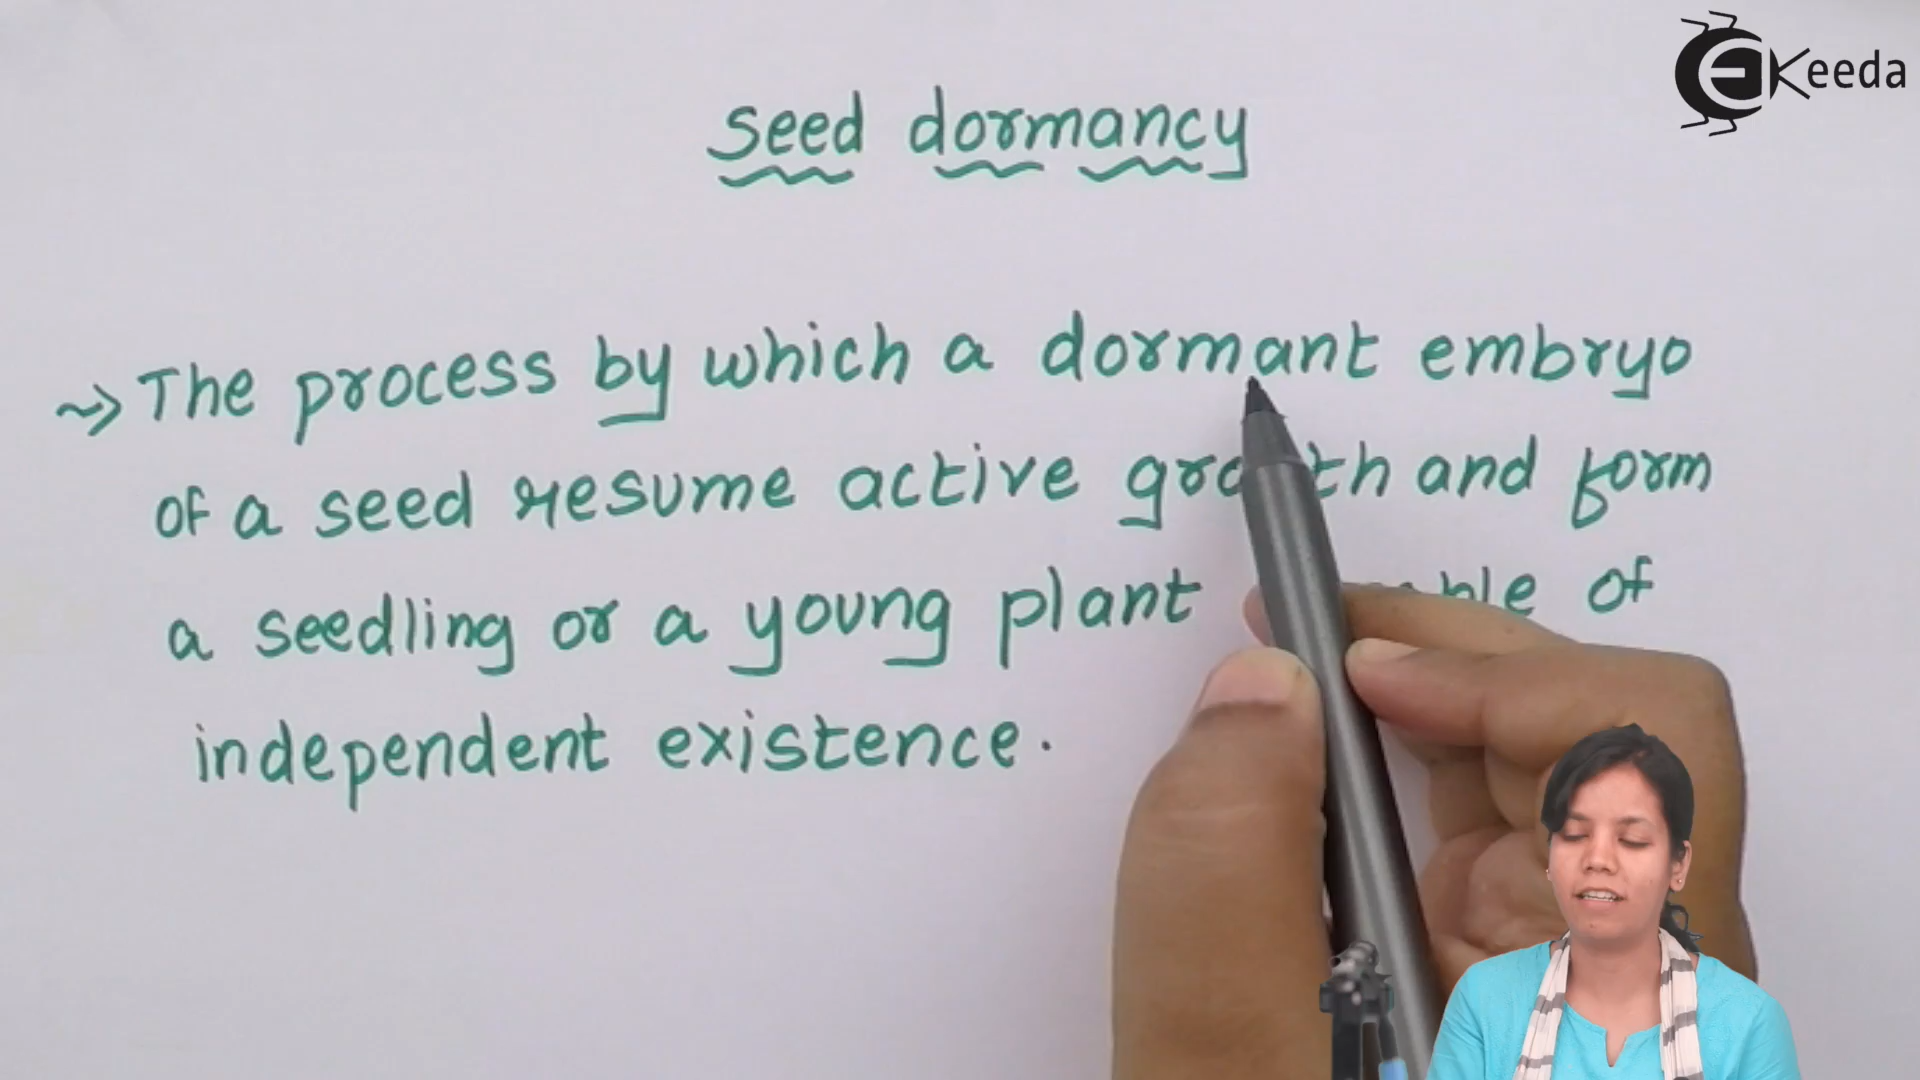 Keeda
Seed dormancy
The process by which a dormant embryo
of a seed resume active growth and form
a seedling or a young plant of
independent existence.